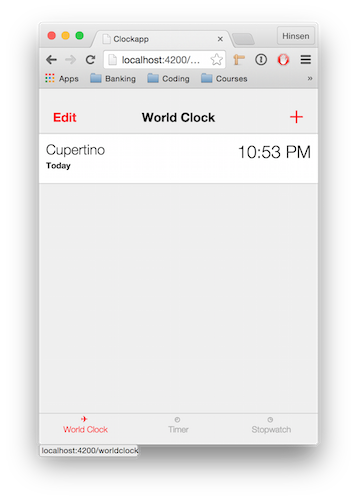 Clockapp
Hinsen
localhost:4200/...
Apps Banking Coding Courses »
Edit World Clock +
Cupertino 10:53 PM
Today
World Clock Timer Stopwatch
localhost:4200/worldclock